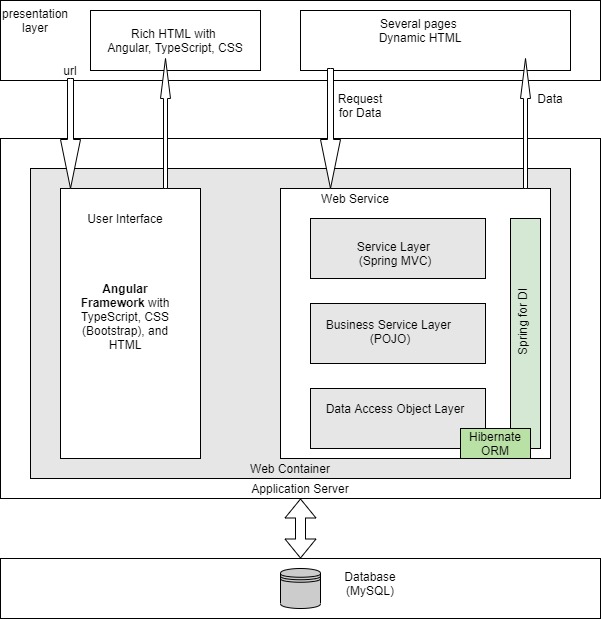 presentation
layer
Rich HTML with
Angular, TypeScript, CSS
Several pages
Dynamic HTML
url
Request
for Data
Data
User Interface
Angular
Framework with
TypeScript, CSS
(Bootstrap), and
HTML
Web Service
Service Layer
(Spring MVC)
Business Service Layer
(POJO)
Data Access Object Layer
Spring for DI
Hibernate
ORM
Web Container
Application Server
Database
(MySQL)